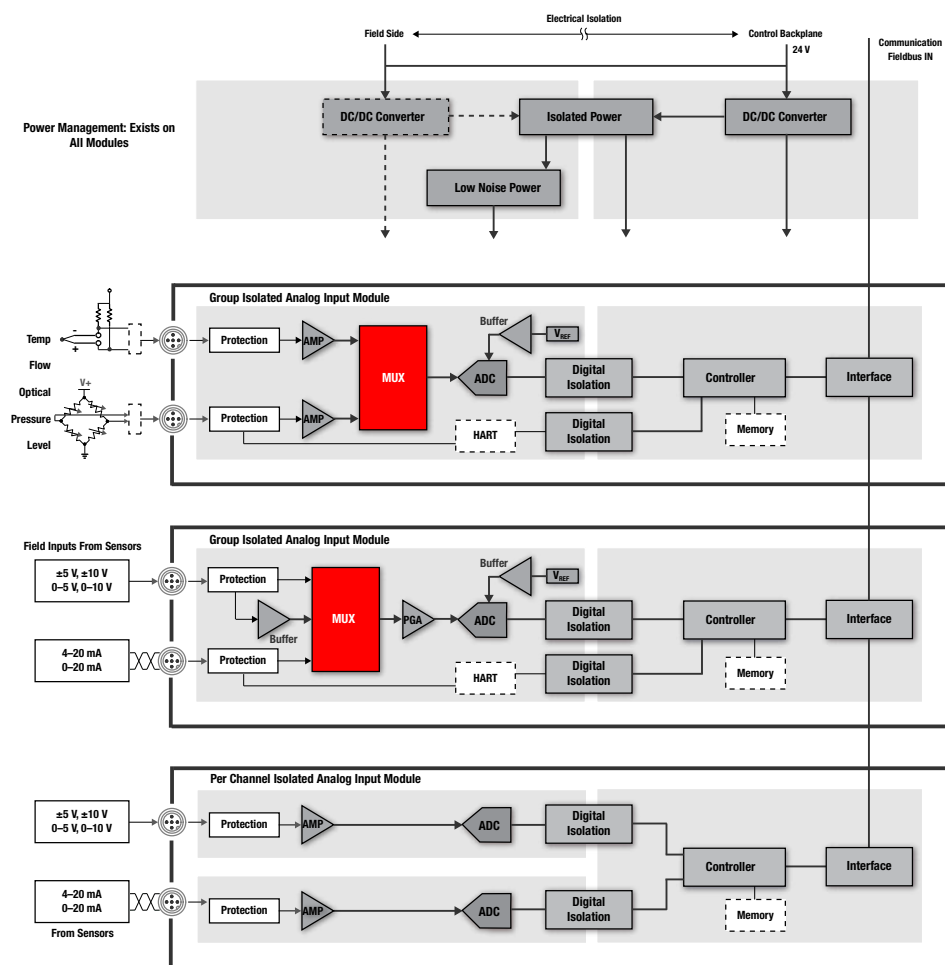 Electrical Isolation
Field Side
Control Backplane
24 V
Communication
Fieldbus IN
Power Management: Exists on
All Modules
DC/DC Converter
Isolated Power
DC/DC Converter
Low Noise Power
Group Isolated Analog Input Module
Temp
Flow
Optical
Pressure
Level
-
+
V+
Protection
AMP
MUX
Buffer
VREF
ADC
Digital
Isolation
Controller
Interface
Protection
AMP
HART
Digital
Isolation
Memory
Field Inputs From Sensors
Group Isolated Analog Input Module
±5 V, ±10 V
0–5 V, 0–10 V
Protection
Buffer
MUX
PGA
Buffer
VREF
ADC
Digital
Isolation
Controller
Interface
4–20 mA
0–20 mA
Protection
HART
Digital
Isolation
Memory
Per Channel Isolated Analog Input Module
±5 V, ±10 V
0–5 V, 0–10 V
Protection
AMP
ADC
Digital
Isolation
Controller
Interface
4–20 mA
0–20 mA
From Sensors
Protection
AMP
ADC
Digital
Isolation
Memory